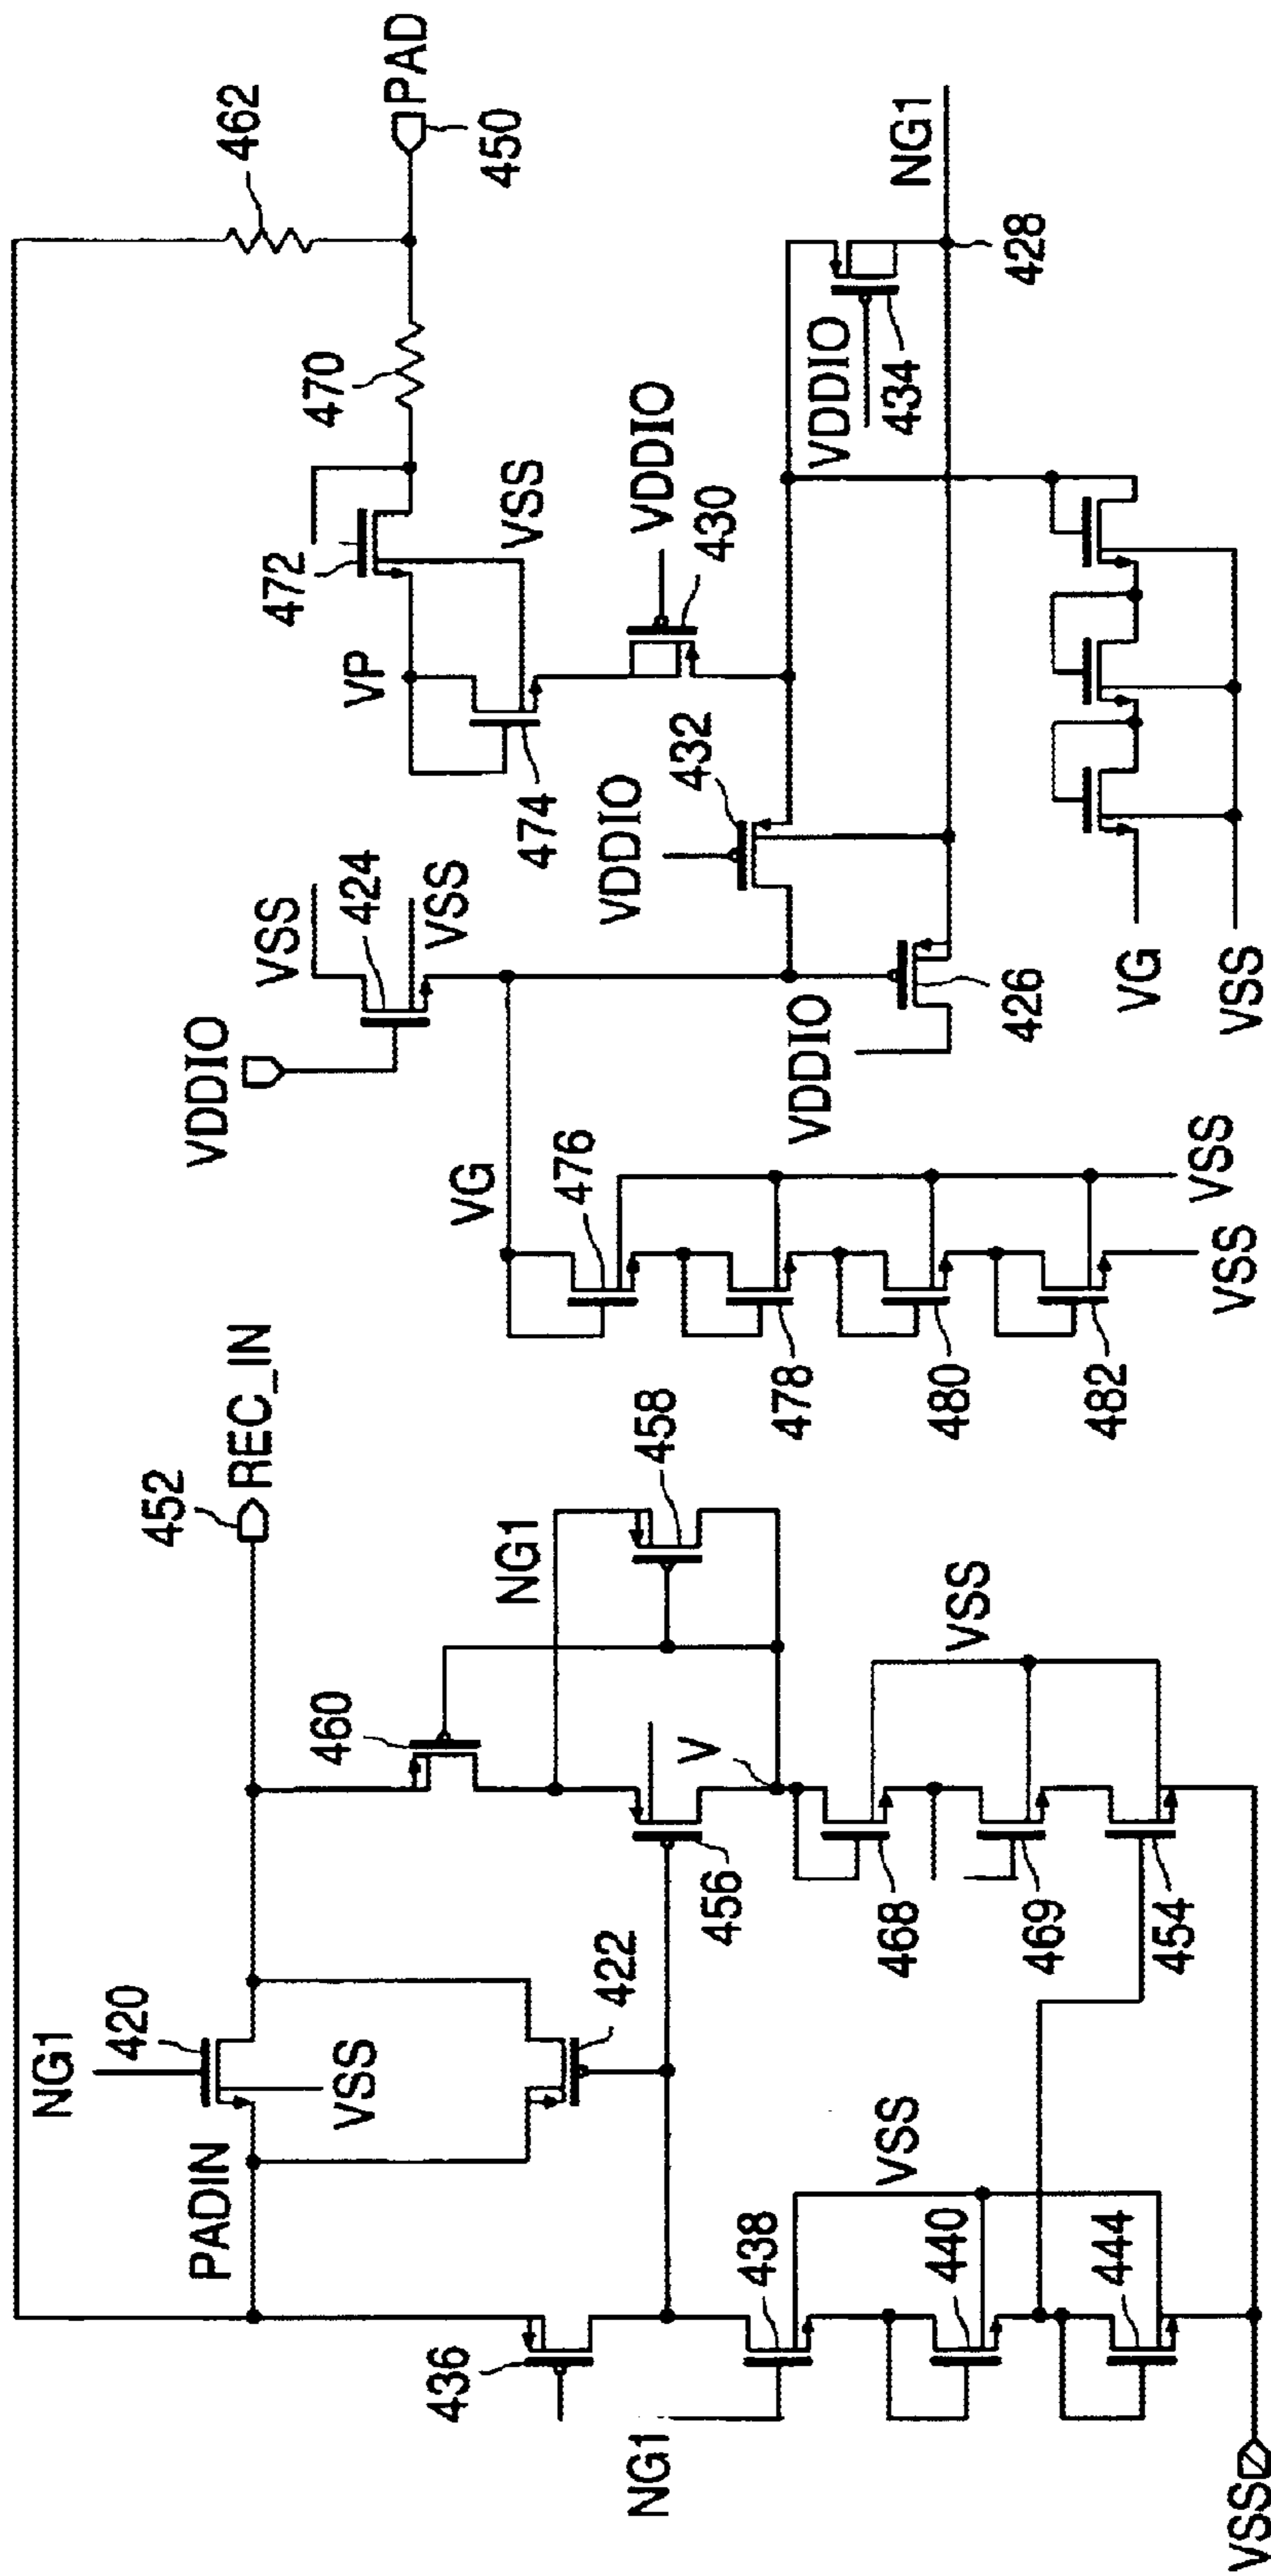 NG1
420
PADIN
VSS
422
452
REC_IN
460
NG1
458
456
V
468
469
454
VSS
436
NG1
438
440
444
VSS
VSS
VDDIO
VSS
424
VSS
VG
476
478
480
482
VSS
VSS
462
PAD
450
470
472
VP
VSS
474
VDDIO
430
432
VDDIO
VDDIO
426
VDDIO
434
NG1
428
VG
VSS